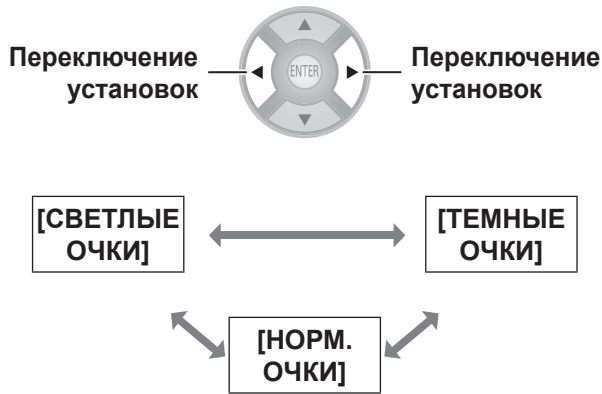 Переключение
установок
ENTER
Переключение
установок
[СВЕТЛЫЕ
ОЧКИ]
[ТЕМНЫЕ
ОЧКИ]
[НОРМ.
ОЧКИ]